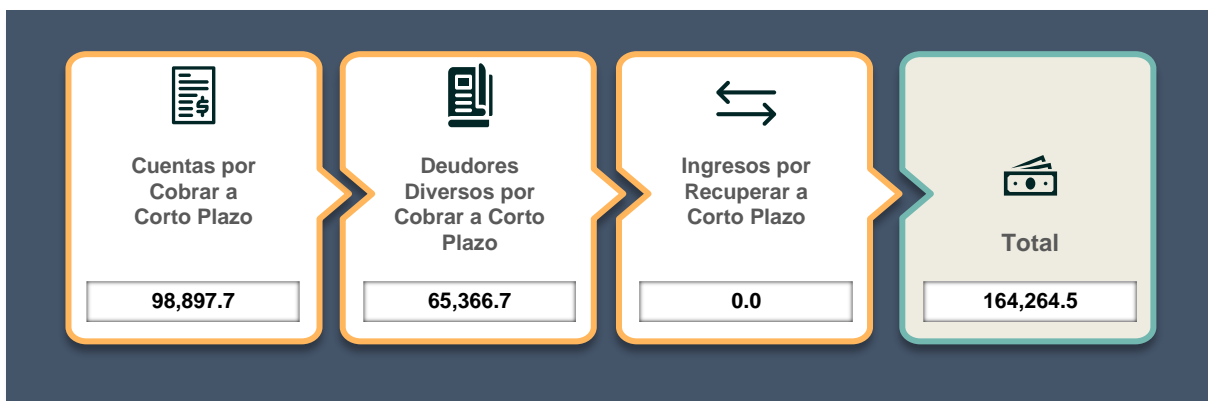 Cuentas por
Cobrar a
Corto Plazo
98,897.7
Deudores
Diversos por
Cobrar a Corto
Plazo
65,366.7
Ingresos por
Recuperar a
Corto Plazo
0.0
Total
164,264.5